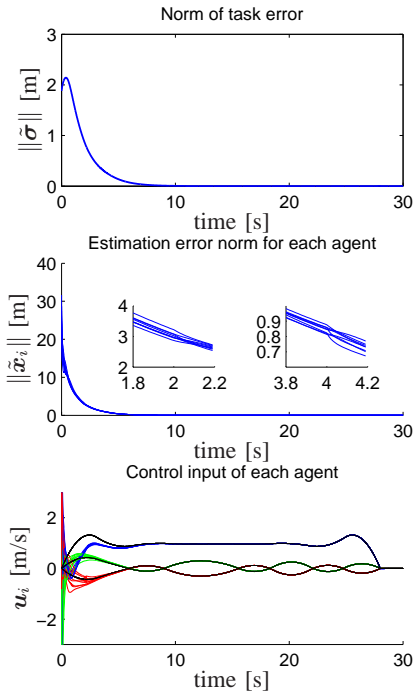 Norm of task error
3
2
1
0
||σ̃|| [m]
0 10 20 30
time [s]
Estimation error norm for each agent
40
30
20
10
0
||x̃ᵢ|| [m]
4
3
2
1.8 2 2.2
0.9
0.8
0.7
3.8 4 4.2
0 10 20 30
time [s]
Control input of each agent
2
0
−2
uᵢ [m/s]
0 10 20 30
time [s]